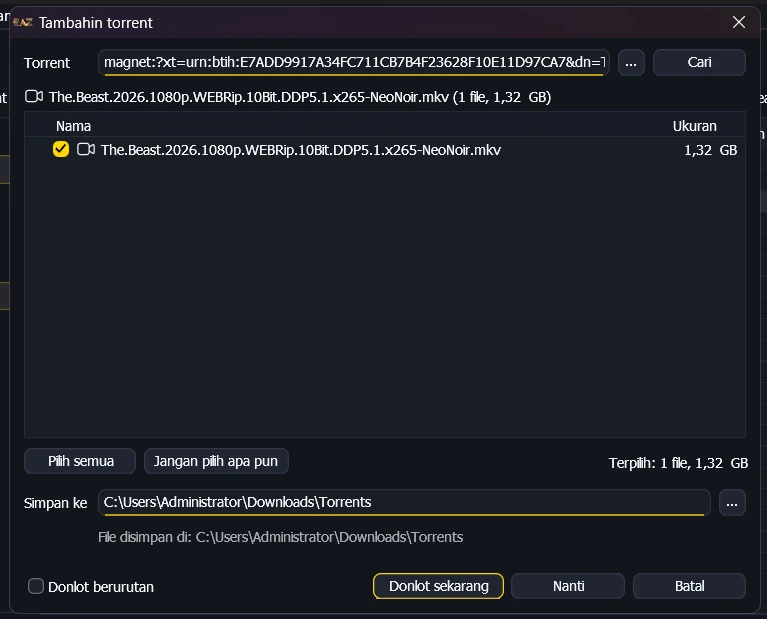 Tambahin torrent
Torrent magnet:?xt=urn:btih:E7ADD9917A34FC711CB7B4F23628F10E11D97CA7&dn= ... Cari
The.Beast.2026.1080p.WEBRip.10Bit.DDP5.1.x265-NeoNoir.mkv (1 file, 1,32 GB)
Nama Ukuran
The.Beast.2026.1080p.WEBRip.10Bit.DDP5.1.x265-NeoNoir.mkv 1,32 GB
Pilih semua Jangan pilih apa pun Terpilih: 1 file, 1,32 GB
Simpan ke C:\Users\Administrator\Downloads\Torrents ...
File disimpan di: C:\Users\Administrator\Downloads\Torrents
Donlot berurutan Donlot sekarang Nanti Batal